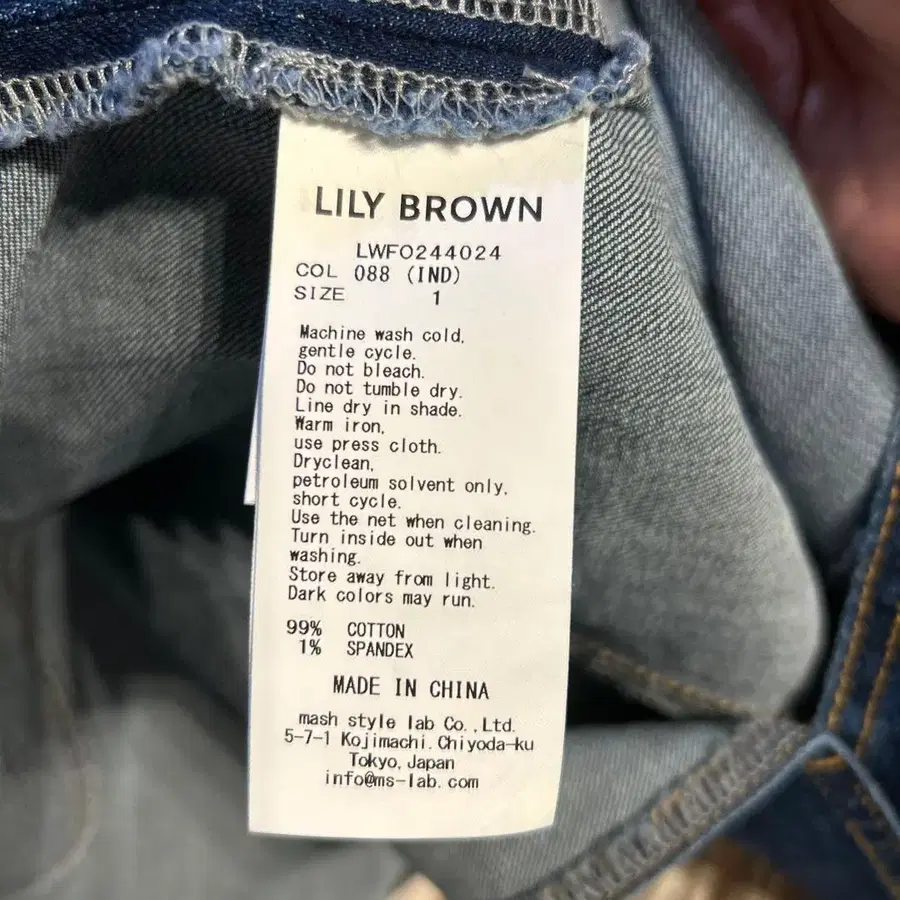 LILY BROWN
LWFO244024
COL 088 (IND)
SIZE 1
Machine wash cold,
gentle cycle.
Do not bleach.
Do not tumble dry.
Line dry in shade.
Warm iron,
use press cloth.
Dryclean,
petroleum solvent only,
short cycle.
Use the net when cleaning.
Turn inside out when
washing.
Store away from light.
Dark colors may run.
99% COTTON
1% SPANDEX
MADE IN CHINA
mash style lab Co.,Ltd.
5-7-1 Kojimachi.Chiyoda-ku
Tokyo,Japan
info@ms-lab.com